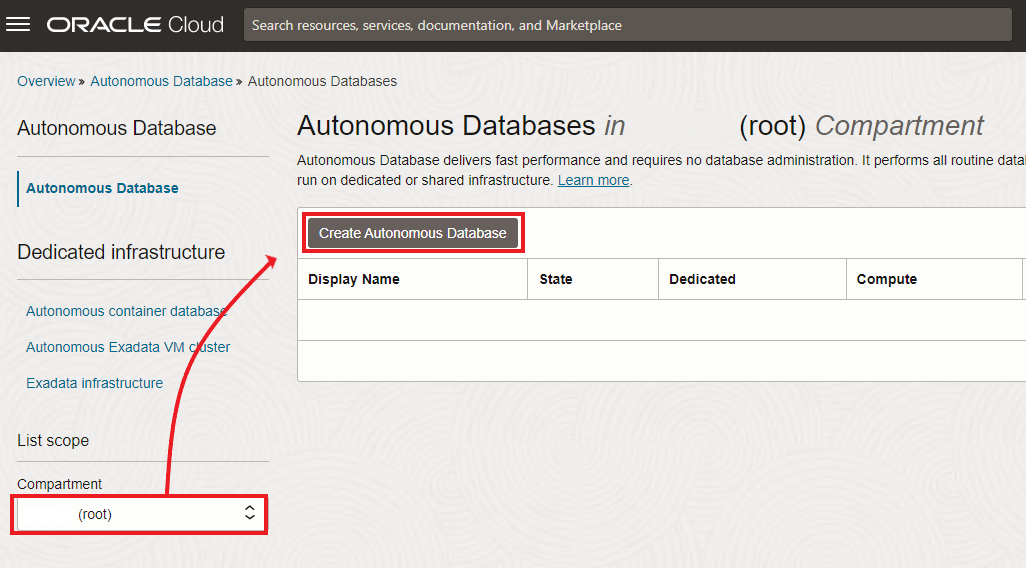 ORACLE Cloud
Search resources, services, documentation, and Marketplace
Overview » Autonomous Database » Autonomous Databases
Autonomous Database
Autonomous Database
Dedicated infrastructure
Autonomous container database
Autonomous Exadata VM cluster
Exadata infrastructure
List scope
Compartment
(root)
Autonomous Databases in (root) Compartment
Autonomous Database delivers fast performance and requires no database administration. It performs all routine
run on dedicated or shared infrastructure. Learn more.
Create Autonomous Database
Display Name State Dedicated Compute